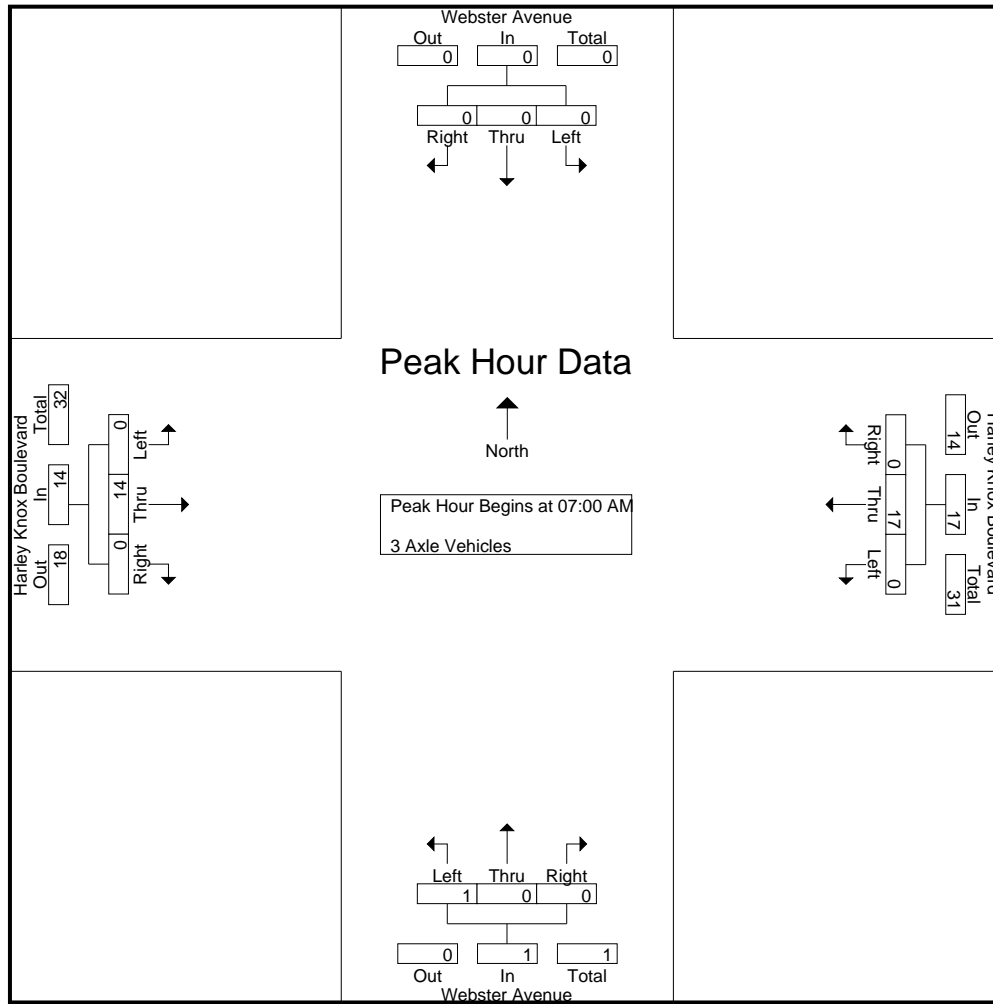 Webster Avenue
Out In Total
0 0 0
0 0 0
Right Thru Left
Peak Hour Data
North
Peak Hour Begins at 07:00 AM
3 Axle Vehicles
Harley Knox Boulevard
Out In Total
18 14 32
0 14 0
Right Thru Left
Harley Knox Boulevard
Out In Total
14 17 31
0 17 0
Right Thru Left
Left Thru Right
1 0 0
0 1 1
Out In Total
Webster Avenue